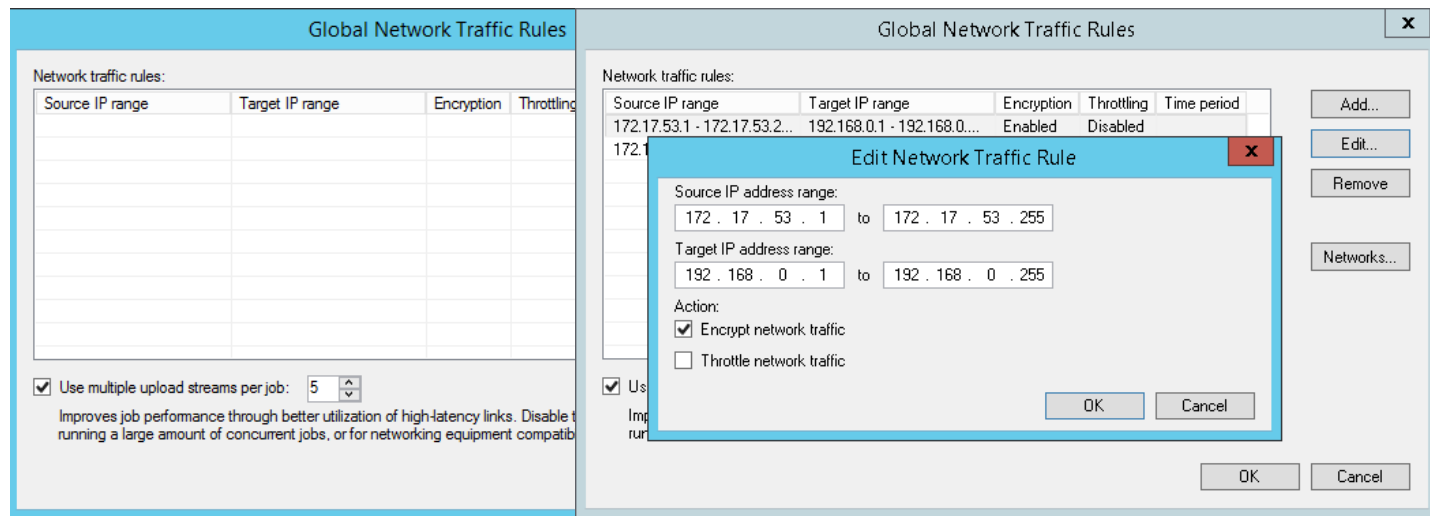 Global Network Traffic Rules
Network traffic rules:
Source IP range Target IP range Encryption Throttling
Use multiple upload streams per job: 5
Improves job performance through better utilization of high-latency links. Disable
running a large amount of concurrent jobs, or for networking equipment
Global Network Traffic Rules x
Network traffic rules:
Source IP range Target IP range Encryption Throttling Time period
172.17.53.1 - 172.17.53.2... 192.168.0.1 - 192.168.0.... Enabled Disabled
172.1
Add...
Edit...
Remove
Networks...
Edit Network Traffic Rule x
Source IP address range:
172 . 17 . 53 . 1 to 172 . 17 . 53 . 255
Target IP address range:
192 . 168 . 0 . 1 to 192 . 168 . 0 . 255
Action:
Encrypt network traffic
Throttle network traffic
OK Cancel
OK Cancel